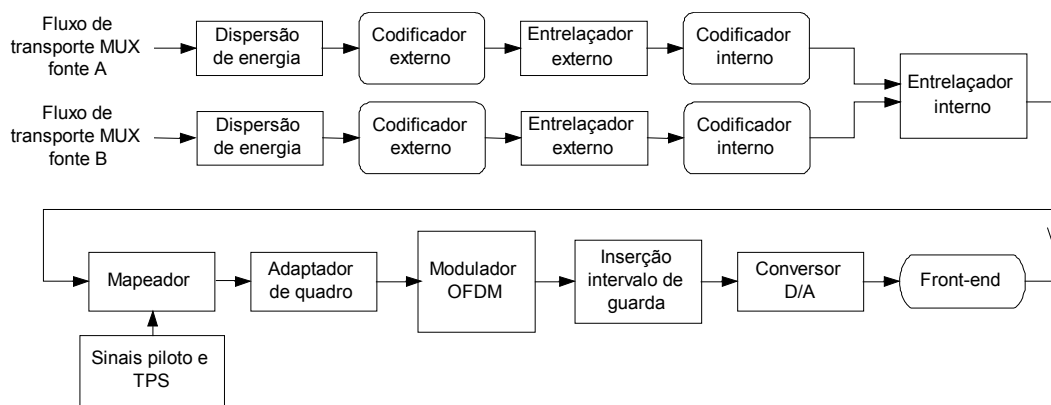 Fluxo de
transporte MUX
fonte A
Dispersão
de energia
Codificador
externo
Entrelaçador
externo
Codificador
interno
Entrelaçador
interno
Fluxo de
transporte MUX
fonte B
Dispersão
de energia
Codificador
externo
Entrelaçador
externo
Codificador
interno
Mapeador
Adaptador
de quadro
Modulador
OFDM
Inserção
intervalo de
guarda
Conversor
D/A
Front-end
Sinais piloto e
TPS